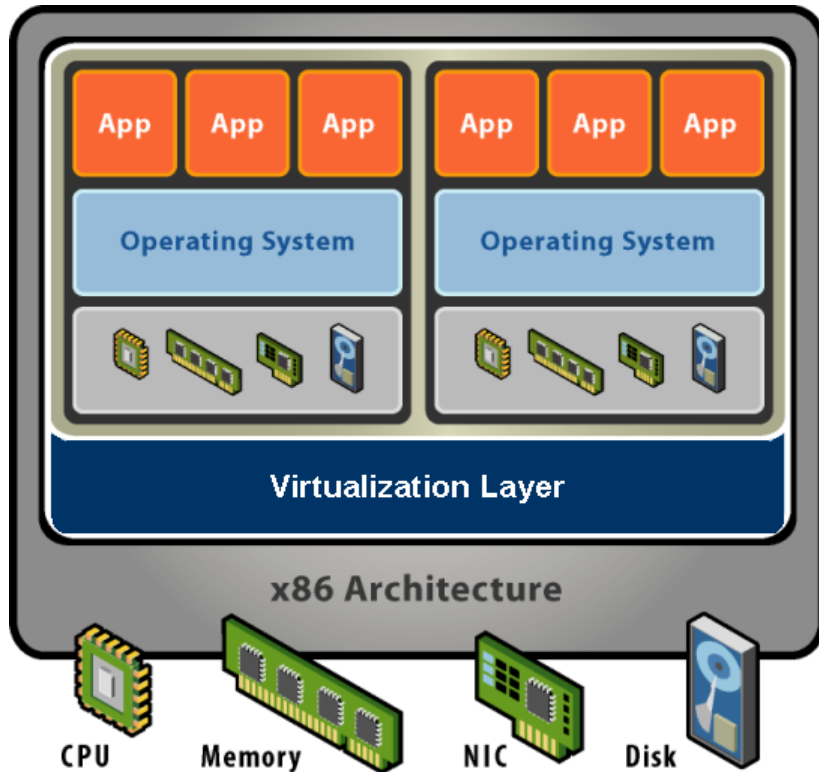 App App App App App App
Operating System Operating System
Virtualization Layer
x86 Architecture
CPU Memory NIC Disk